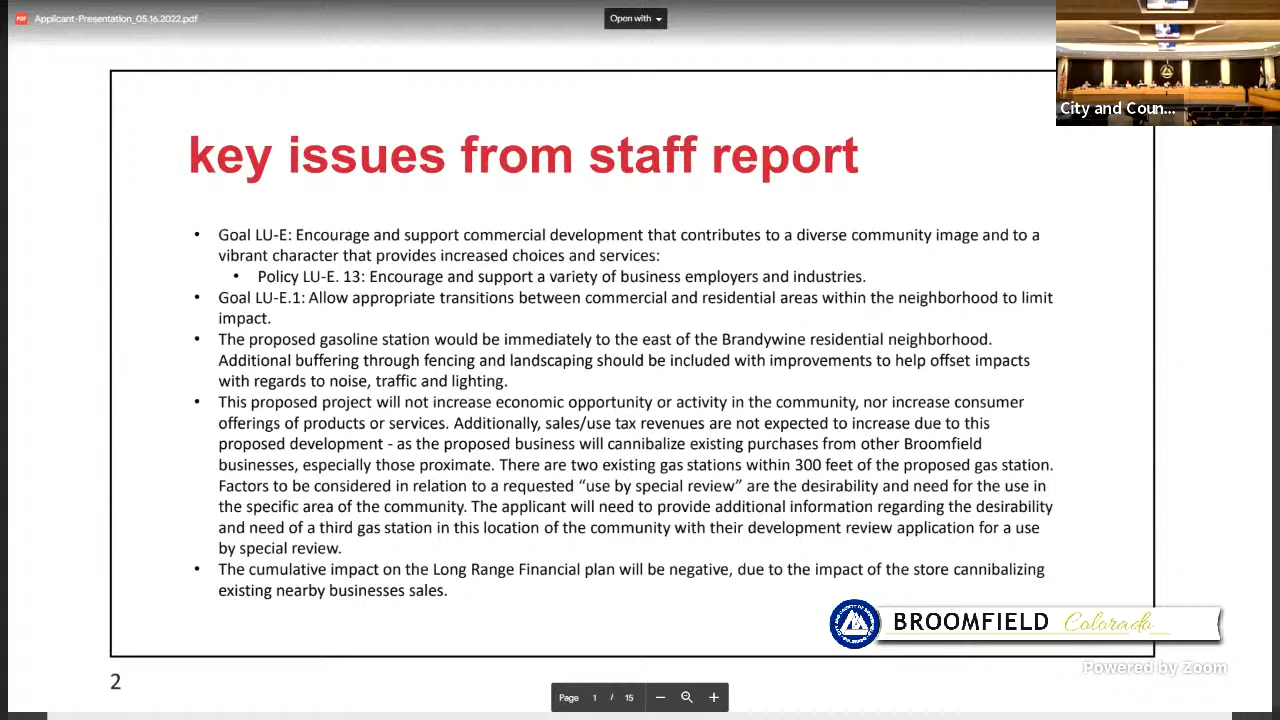 PDF
Applicant-Presentation_05.16.2022.pdf
Open with
City and Coun...
key issues from staff report
• Goal LU-E: Encourage and support commercial development that contributes to a diverse community image and to a
vibrant character that provides increased choices and services:
• Policy LU-E. 13: Encourage and support a variety of business employers and industries.
• Goal LU-E.1: Allow appropriate transitions between commercial and residential areas within the neighborhood to limit
impact.
• The proposed gasoline station would be immediately to the east of the Brandywine residential neighborhood.
Additional buffering through fencing and landscaping should be included with improvements to help offset impacts
with regards to noise, traffic and lighting.
• This proposed project will not increase economic opportunity or activity in the community, nor increase consumer
offerings of products or services. Additionally, sales/use tax revenues are not expected to increase due to this
proposed development - as the proposed business will cannibalize existing purchases from other Broomfield
businesses, especially those proximate. There are two existing gas stations within 300 feet of the proposed gas station.
Factors to be considered in relation to a requested “use by special review” are the desirability and need for the use in
the specific area of the community. The applicant will need to provide additional information regarding the desirability
and need of a third gas station in this location of the community with their development review application for a use
by special review.
• The cumulative impact on the Long Range Financial plan will be negative, due to the impact of the store cannibalizing
existing nearby businesses sales.
BROOMFIELD Colorado
Powered by Zoom
2
Page 1 / 15